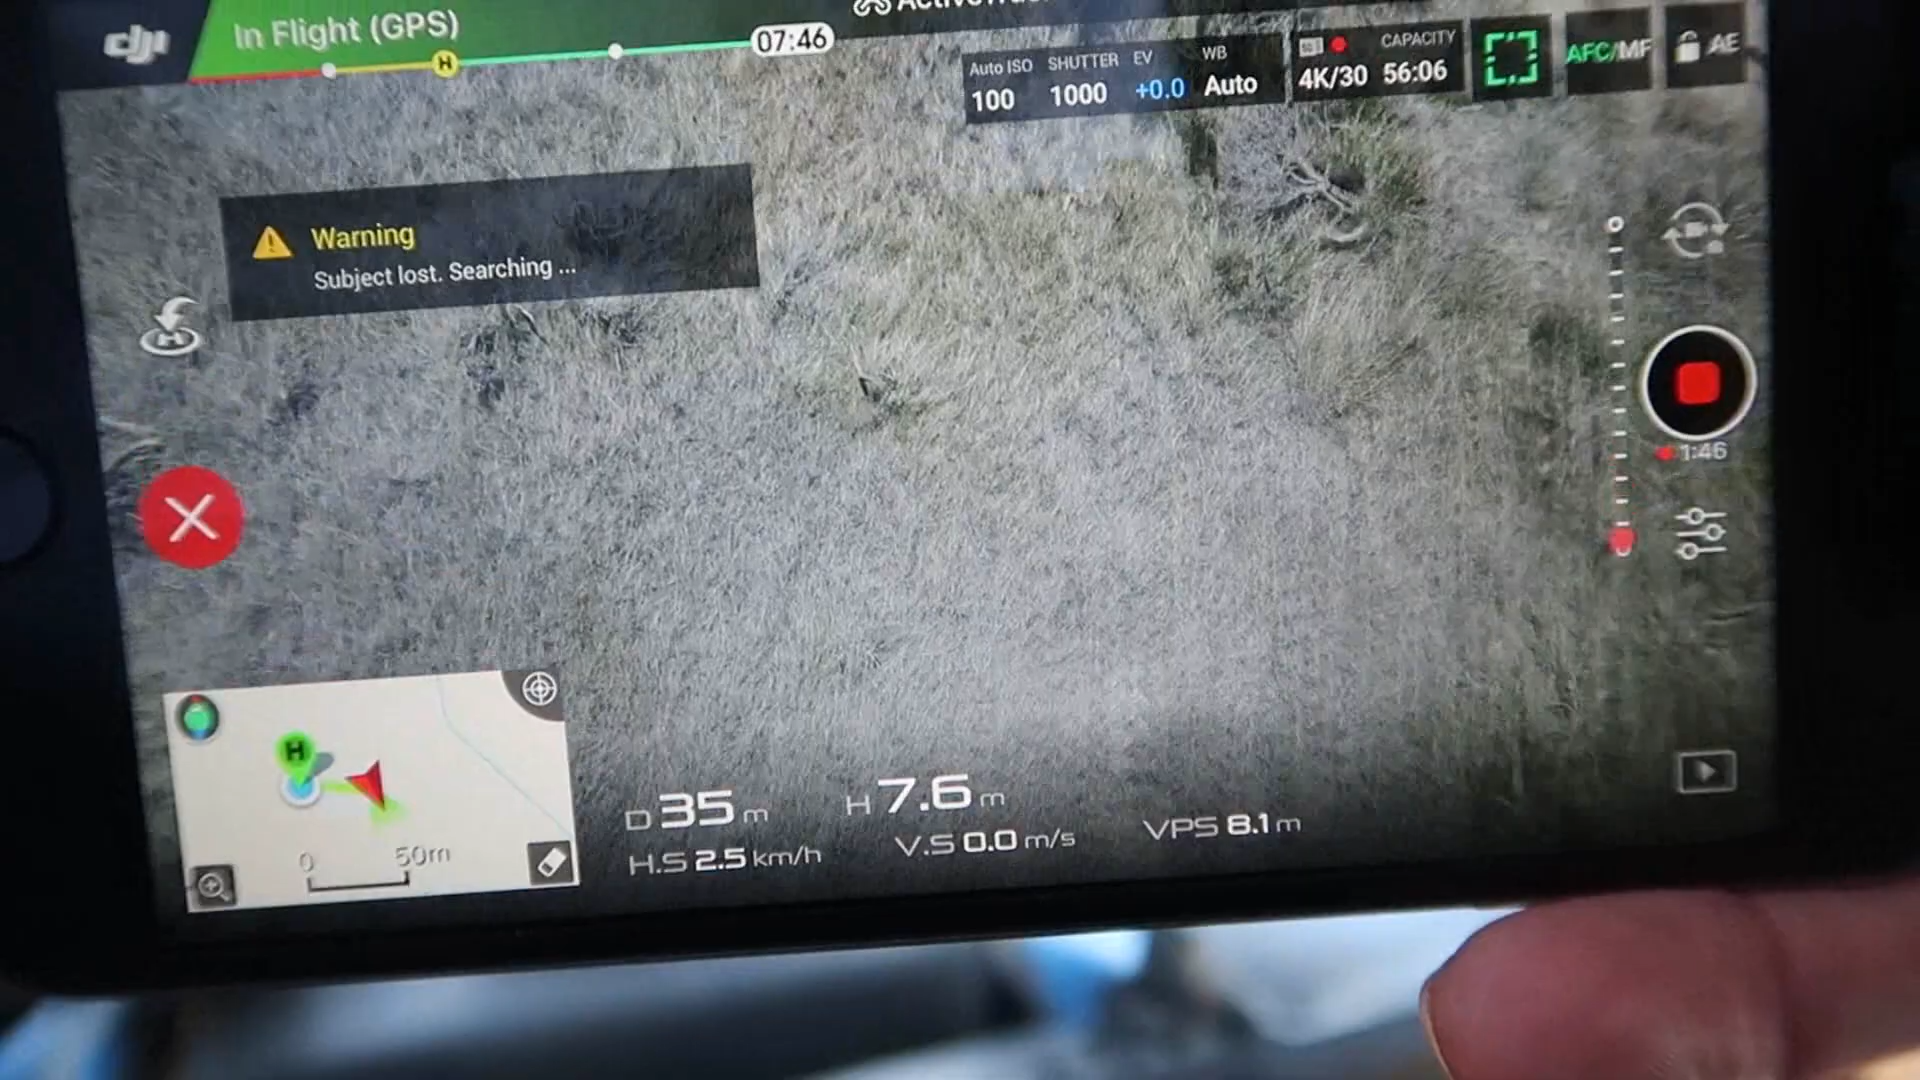 dji
In Flight (GPS)
H
07:46
Auto ISO
100
SHUTTER
1000
EV
+0.0
WB
Auto
4K/30
CAPACITY
56:06
AFC/MF
AE
Warning
Subject lost. Searching ...
H
1:46
H
0 50m
D 35 m
H 7.6 m
H.S 2.5 km/h
V.S 0.0 m/s
VPS 8.1 m